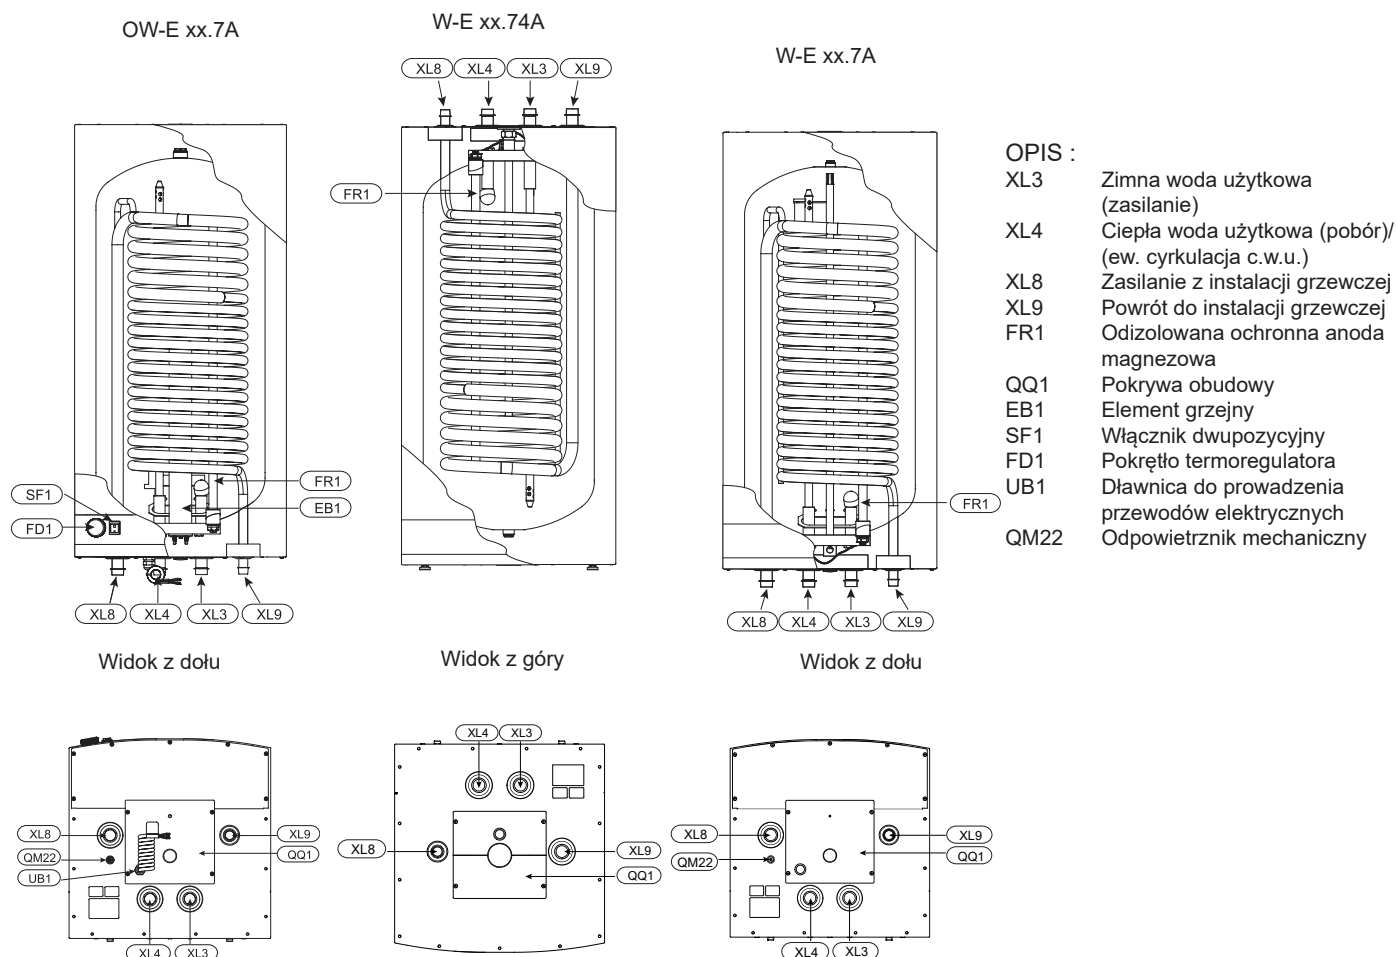 OW-E xx.7A
W-E xx.74A
W-E xx.7A
XL8 XL4 XL3 XL9
FR1
SF1
FD1
FR1
EB1
FR1
XL8 XL4 XL3 XL9
XL8 XL4 XL3 XL9
OPIS :
XL3 Zimna woda użytkowa
(zasilanie)
XL4 Ciepła woda użytkowa (pobór)/
(ew. cyrkulacja c.w.u.)
XL8 Zasilanie z instalacji grzewczej
XL9 Powrót do instalacji grzewczej
FR1 Odizolowana ochronna anoda
magnezowa
QQ1 Pokrywa obudowy
EB1 Element grzejny
SF1 Włącznik dwupozycyjny
FD1 Pokrętło termoregulatora
UB1 Dławnica do prowadzenia
przewodów elektrycznych
QM22 Odpowietrznik mechaniczny
Widok z dołu
Widok z góry
Widok z dołu
XL8
QM22
UB1
XL9
QQ1
XL4 XL3
XL4 XL3
XL8
XL9
QQ1
XL8
QM22
XL9
QQ1
XL4 XL3